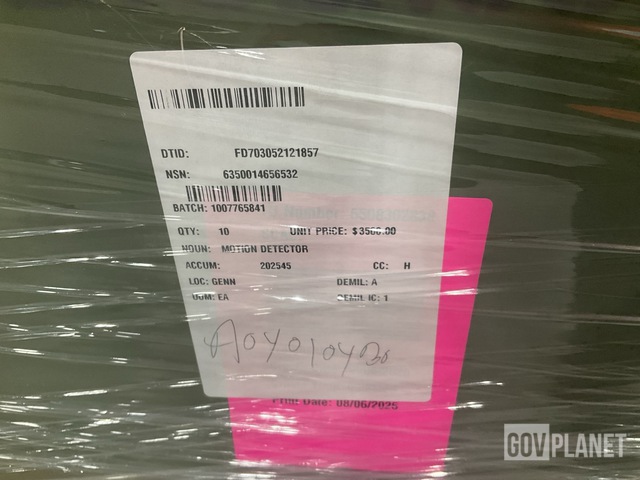 DTID: FD703052121857
NSN: 6350014656532
BATCH: 1007765841
QTY: 10 UNIT PRICE: $3500.00
NOUN: MOTION DETECTOR
ACCUM: 202545 CC: H
LOC: GENN DEMIL: A
UOM: EA DEMIL IC: 1
Print Date: 08/06/2025
GOVPLANET